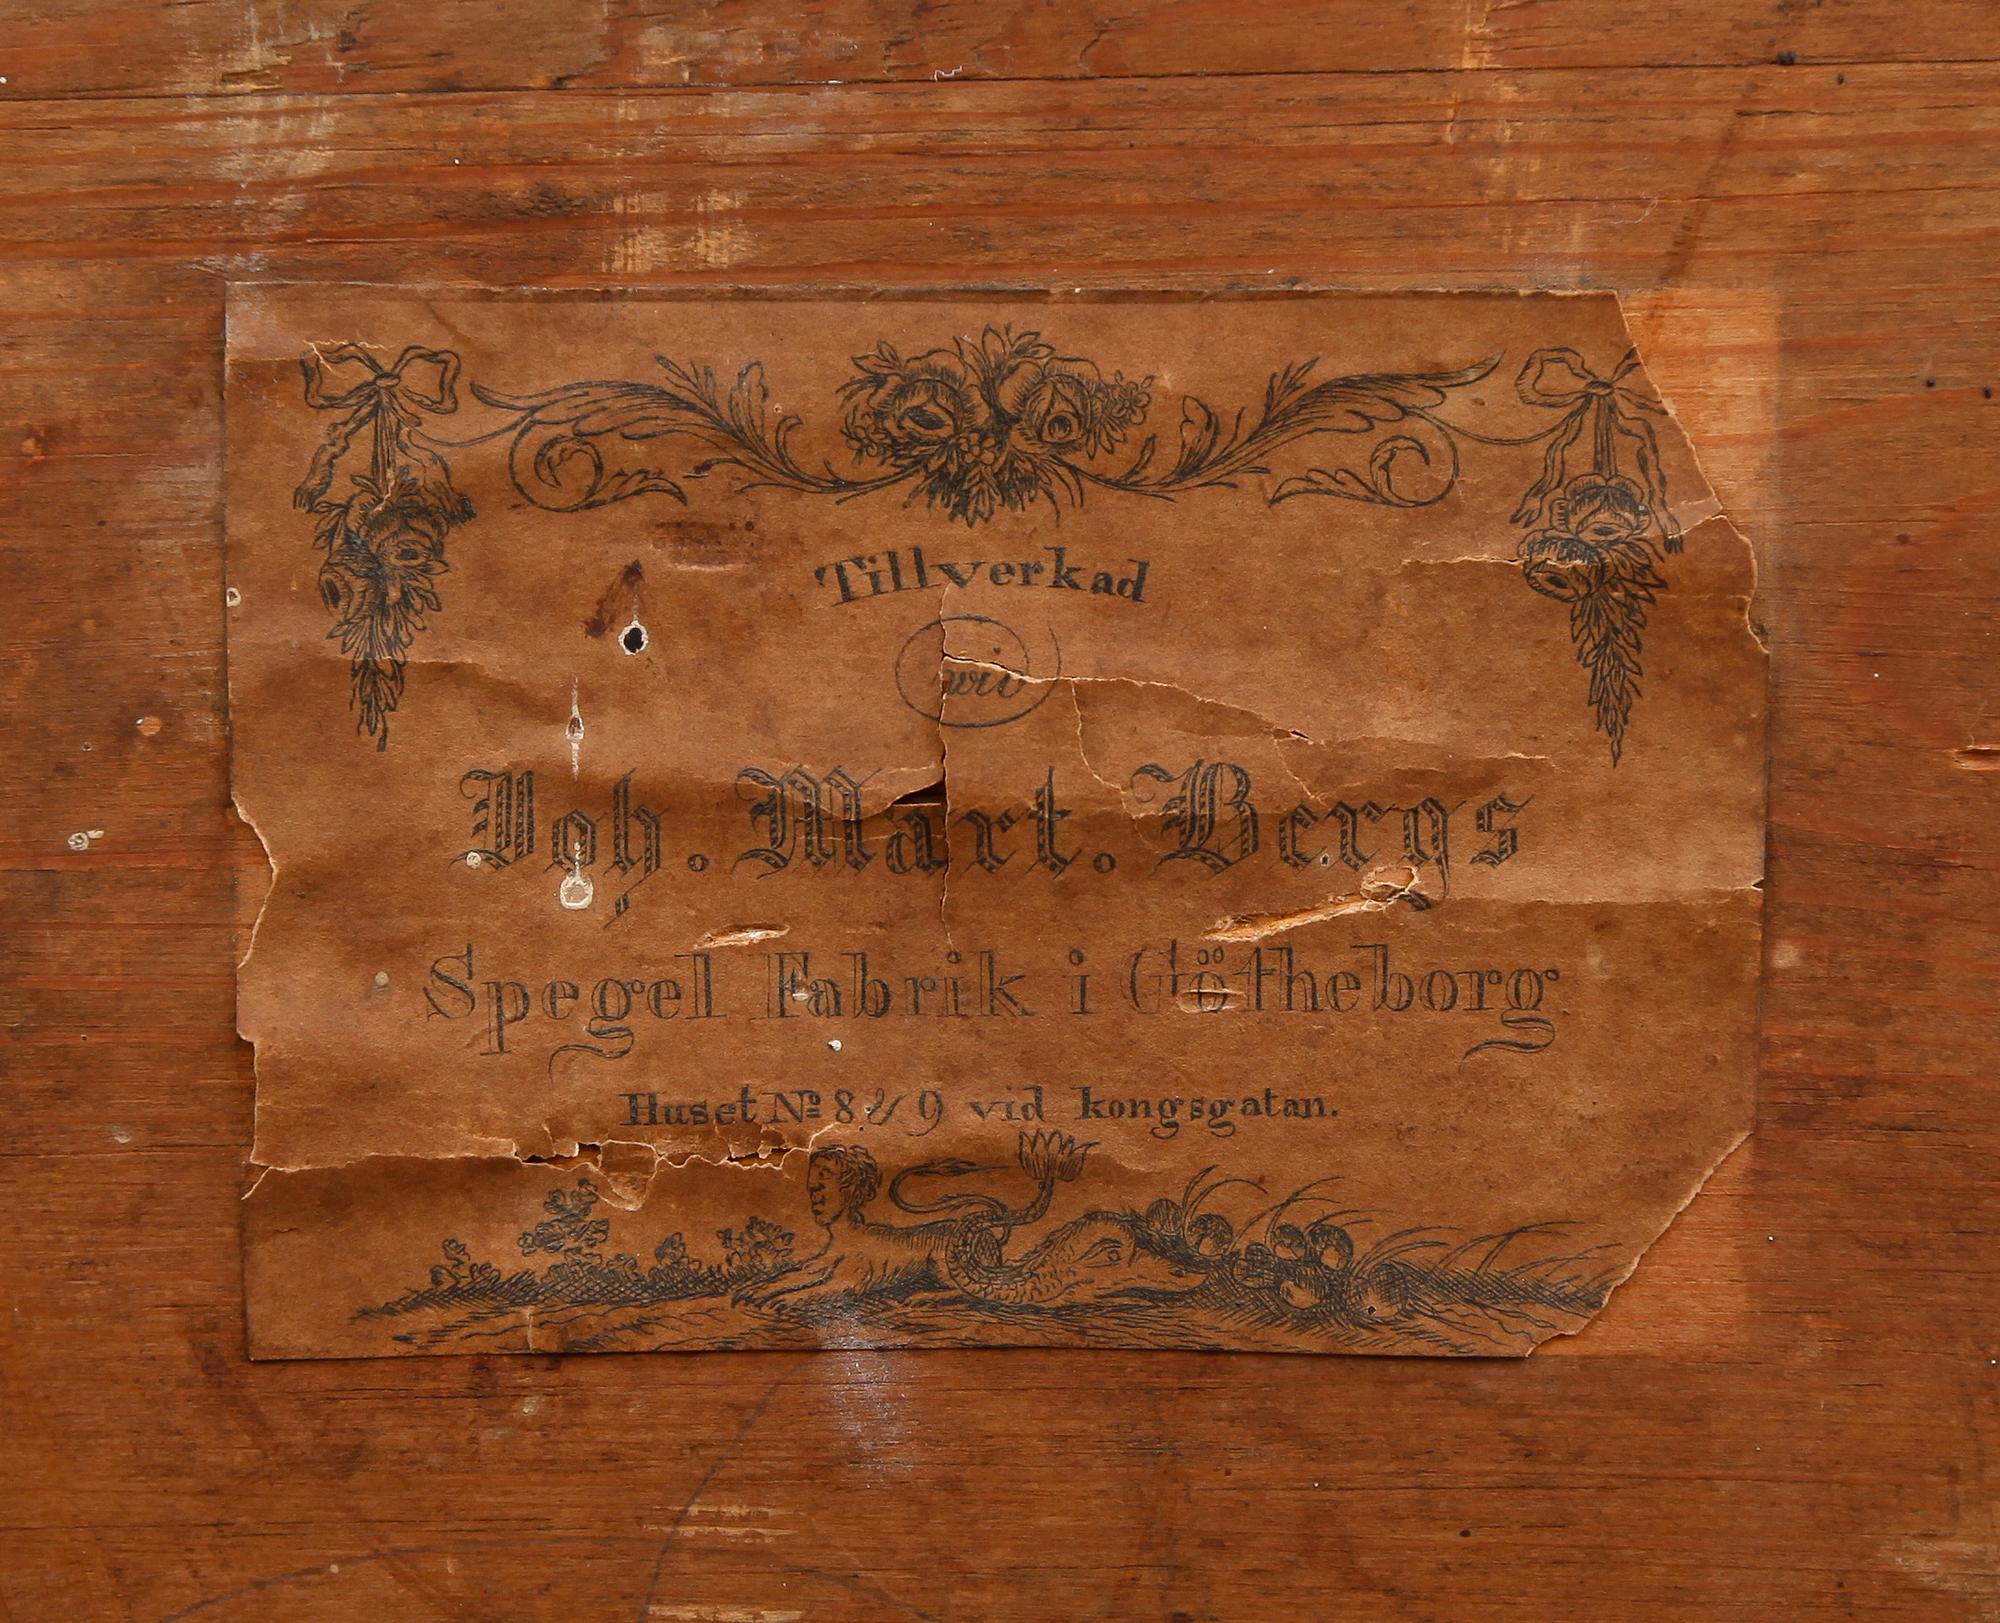 Tillverkad
wid
Joh. Mart. Bergs
Spegel Fabrik i Götheborg
Huset No 8 & 9 vid kongsgatan.